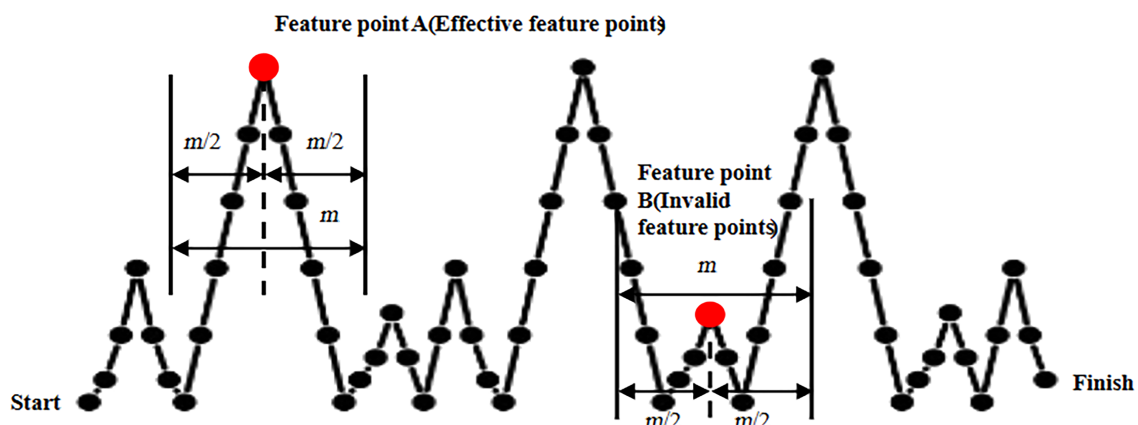 Feature point A(Effective feature points)
m/2 m/2
m
Feature point
B(Invalid
feature points)
m
Start
Finish
m/2 m/2